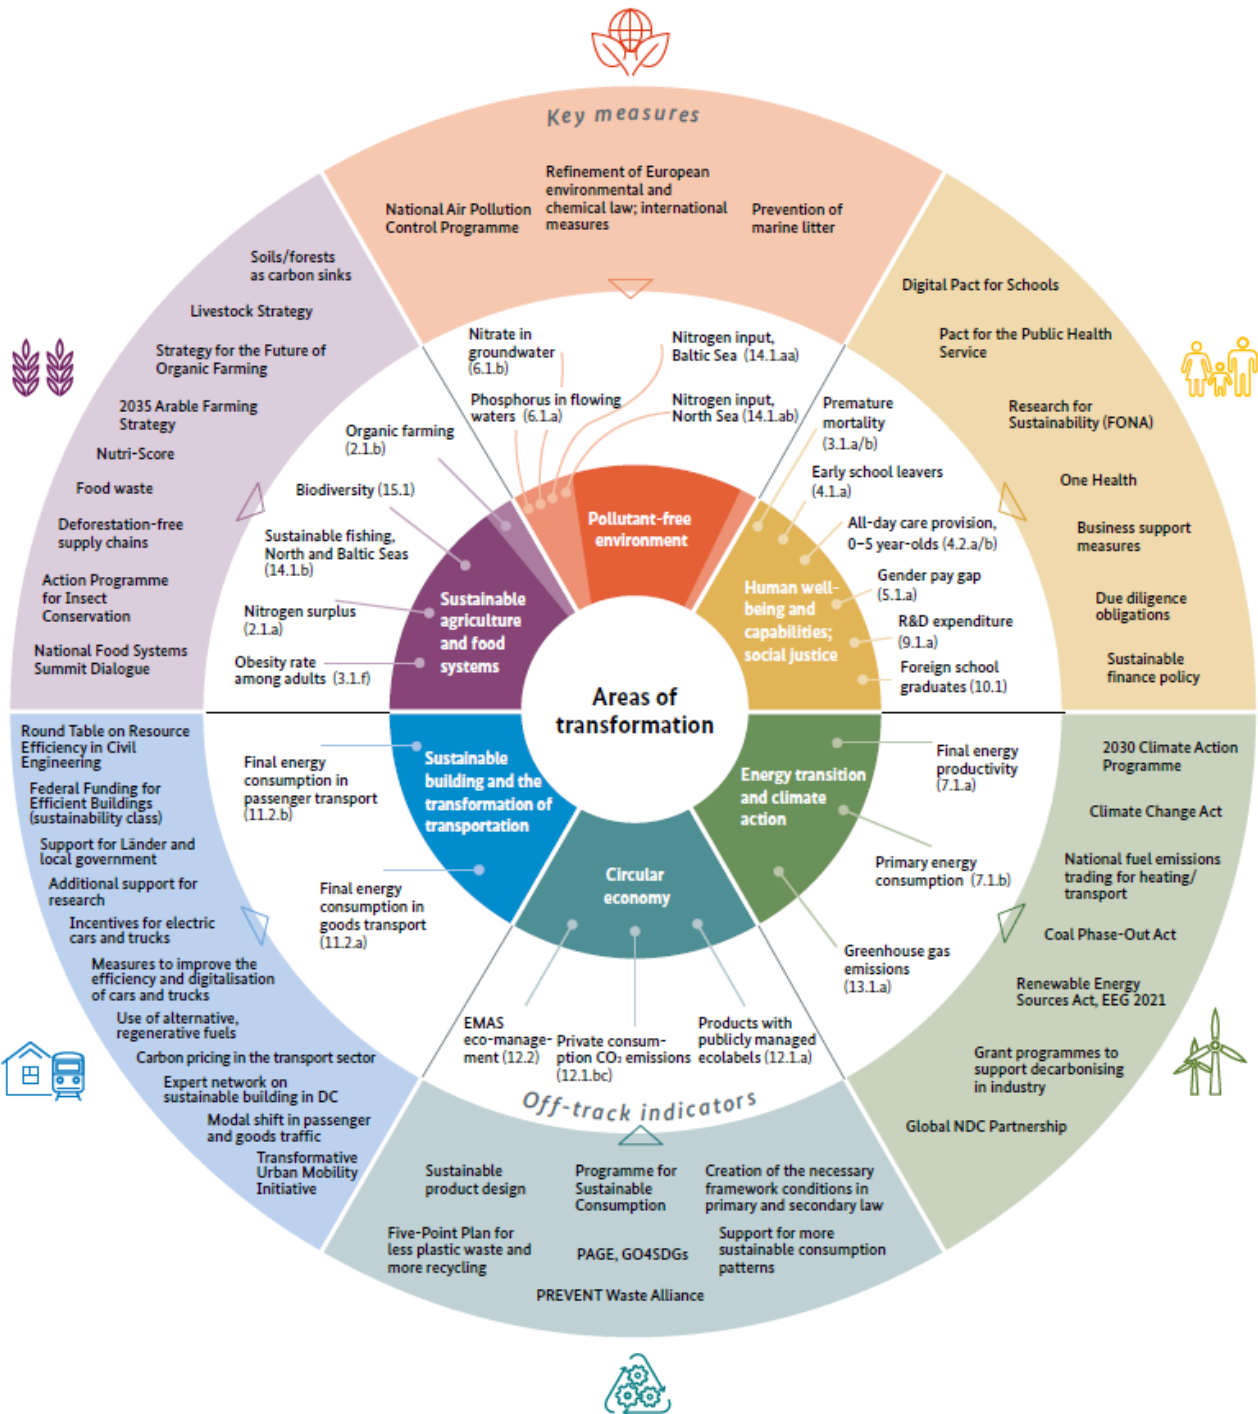 Key measures
National Air Pollution
Control Programme
Refinement of European
environmental and
chemical law; international
measures
Prevention of
marine litter
Nitrate in
groundwater
(6.1.b)
Phosphorus in flowing
waters (6.1.a)
Nitrogen input,
Baltic Sea (14.1.aa)
Nitrogen input,
North Sea (14.1.ab)
Pollutant-free
environment
Digital Pact for Schools
Pact for the Public Health
Service
Research for
Sustainability (FONA)
One Health
Business support
measures
Due diligence
obligations
Sustainable
finance policy
Premature
mortality
(3.1.a/b)
Early school leavers
(4.1.a)
All-day care provision,
0–5 year-olds (4.2.a/b)
Gender pay gap
(5.1.a)
R&D expenditure
(9.1.a)
Foreign school
graduates (10.1)
Human well-
being and
capabilities;
social justice
Soils/forests
as carbon sinks
Livestock Strategy
Strategy for the Future of
Organic Farming
2035 Arable Farming
Strategy
Nutri-Score
Food waste
Deforestation-free
supply chains
Action Programme
for Insect
Conservation
National Food Systems
Summit Dialogue
Organic farming
(2.1.b)
Biodiversity (15.1)
Sustainable fishing,
North and Baltic Seas
(14.1.b)
Nitrogen surplus
(2.1.a)
Obesity rate
among adults (3.1.f)
Sustainable
agriculture
and food
systems
Areas of
transformation
Round Table on Resource
Efficiency in Civil
Engineering
Federal Funding for
Efficient Buildings
(sustainability class)
Support for Länder and
local government
Additional support for
research
Incentives for electric
cars and trucks
Measures to improve the
efficiency and digitalisation
of cars and trucks
Use of alternative,
regenerative fuels
Carbon pricing in the transport sector
Expert network on
sustainable building in DC
Modal shift in passenger
and goods traffic
Transformative
Urban Mobility
Initiative
Final energy
consumption in
passenger transport
(11.2.b)
Final energy
consumption in
goods transport
(11.2.a)
Sustainable
building and the
transformation of
transportation
Energy transition
and climate
action
Final energy
productivity
(7.1.a)
Primary energy
consumption (7.1.b)
Greenhouse gas
emissions
(13.1.a)
2030 Climate Action
Programme
Climate Change Act
National fuel emissions
trading for heating/
transport
Coal Phase-Out Act
Renewable Energy
Sources Act, EEG 2021
Grant programmes to
support decarbonising
in industry
Global NDC Partnership
Circular
economy
EMAS
eco-manage-
ment (12.2)
Private consum-
ption CO₂ emissions
(12.1.bc)
Products with
publicly managed
ecolabels (12.1.a)
Off-track indicators
Sustainable
product design
Programme for
Sustainable
Consumption
Creation of the necessary
framework conditions in
primary and secondary law
Five-Point Plan for
less plastic waste and
more recycling
PAGE, GO4SDGs
Support for more
sustainable consumption
patterns
PREVENT Waste Alliance